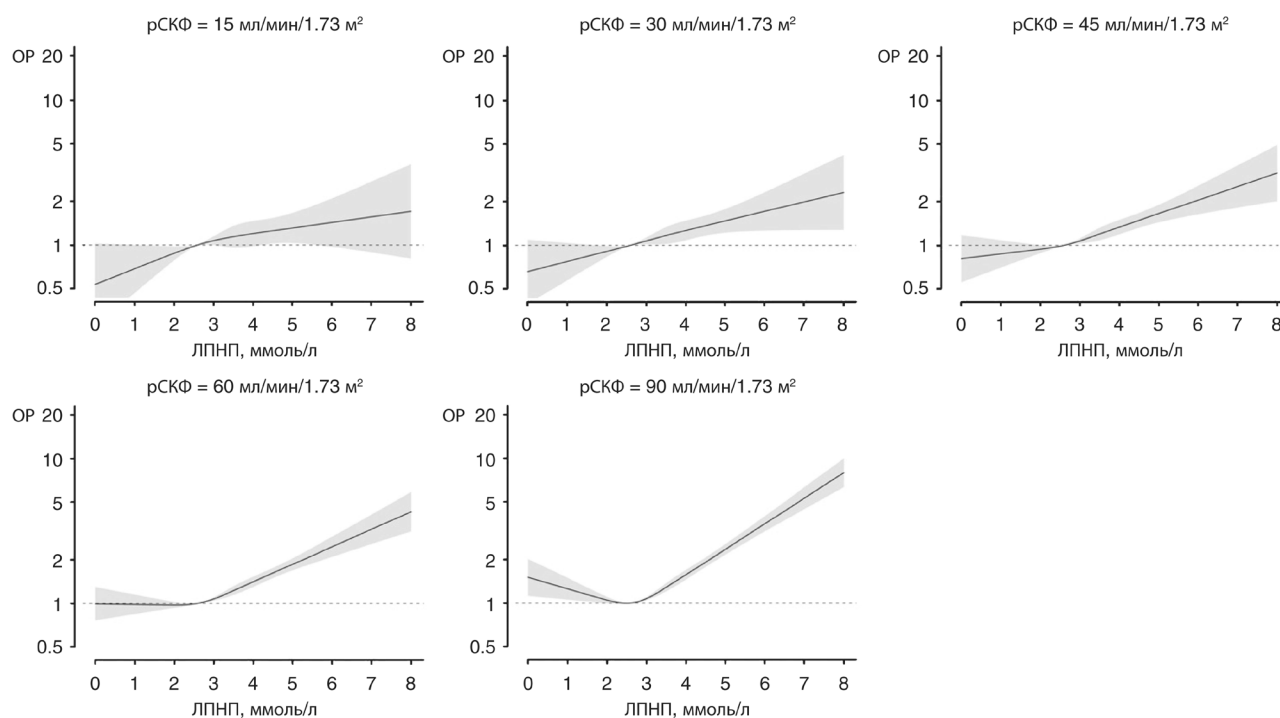 рСКФ = 15 мл/мин/1.73 м²
ОР 20
10
5
2
1
0.5
0 1 2 3 4 5 6 7 8
ЛПНП, ммоль/л
рСКФ = 30 мл/мин/1.73 м²
ОР 20
10
5
2
1
0.5
0 1 2 3 4 5 6 7 8
ЛПНП, ммоль/л
рСКФ = 45 мл/мин/1.73 м²
ОР 20
10
5
2
1
0.5
0 1 2 3 4 5 6 7 8
ЛПНП, ммоль/л
рСКФ = 60 мл/мин/1.73 м²
ОР 20
10
5
2
1
0.5
0 1 2 3 4 5 6 7 8
ЛПНП, ммоль/л
рСКФ = 90 мл/мин/1.73 м²
ОР 20
10
5
2
1
0.5
0 1 2 3 4 5 6 7 8
ЛПНП, ммоль/л